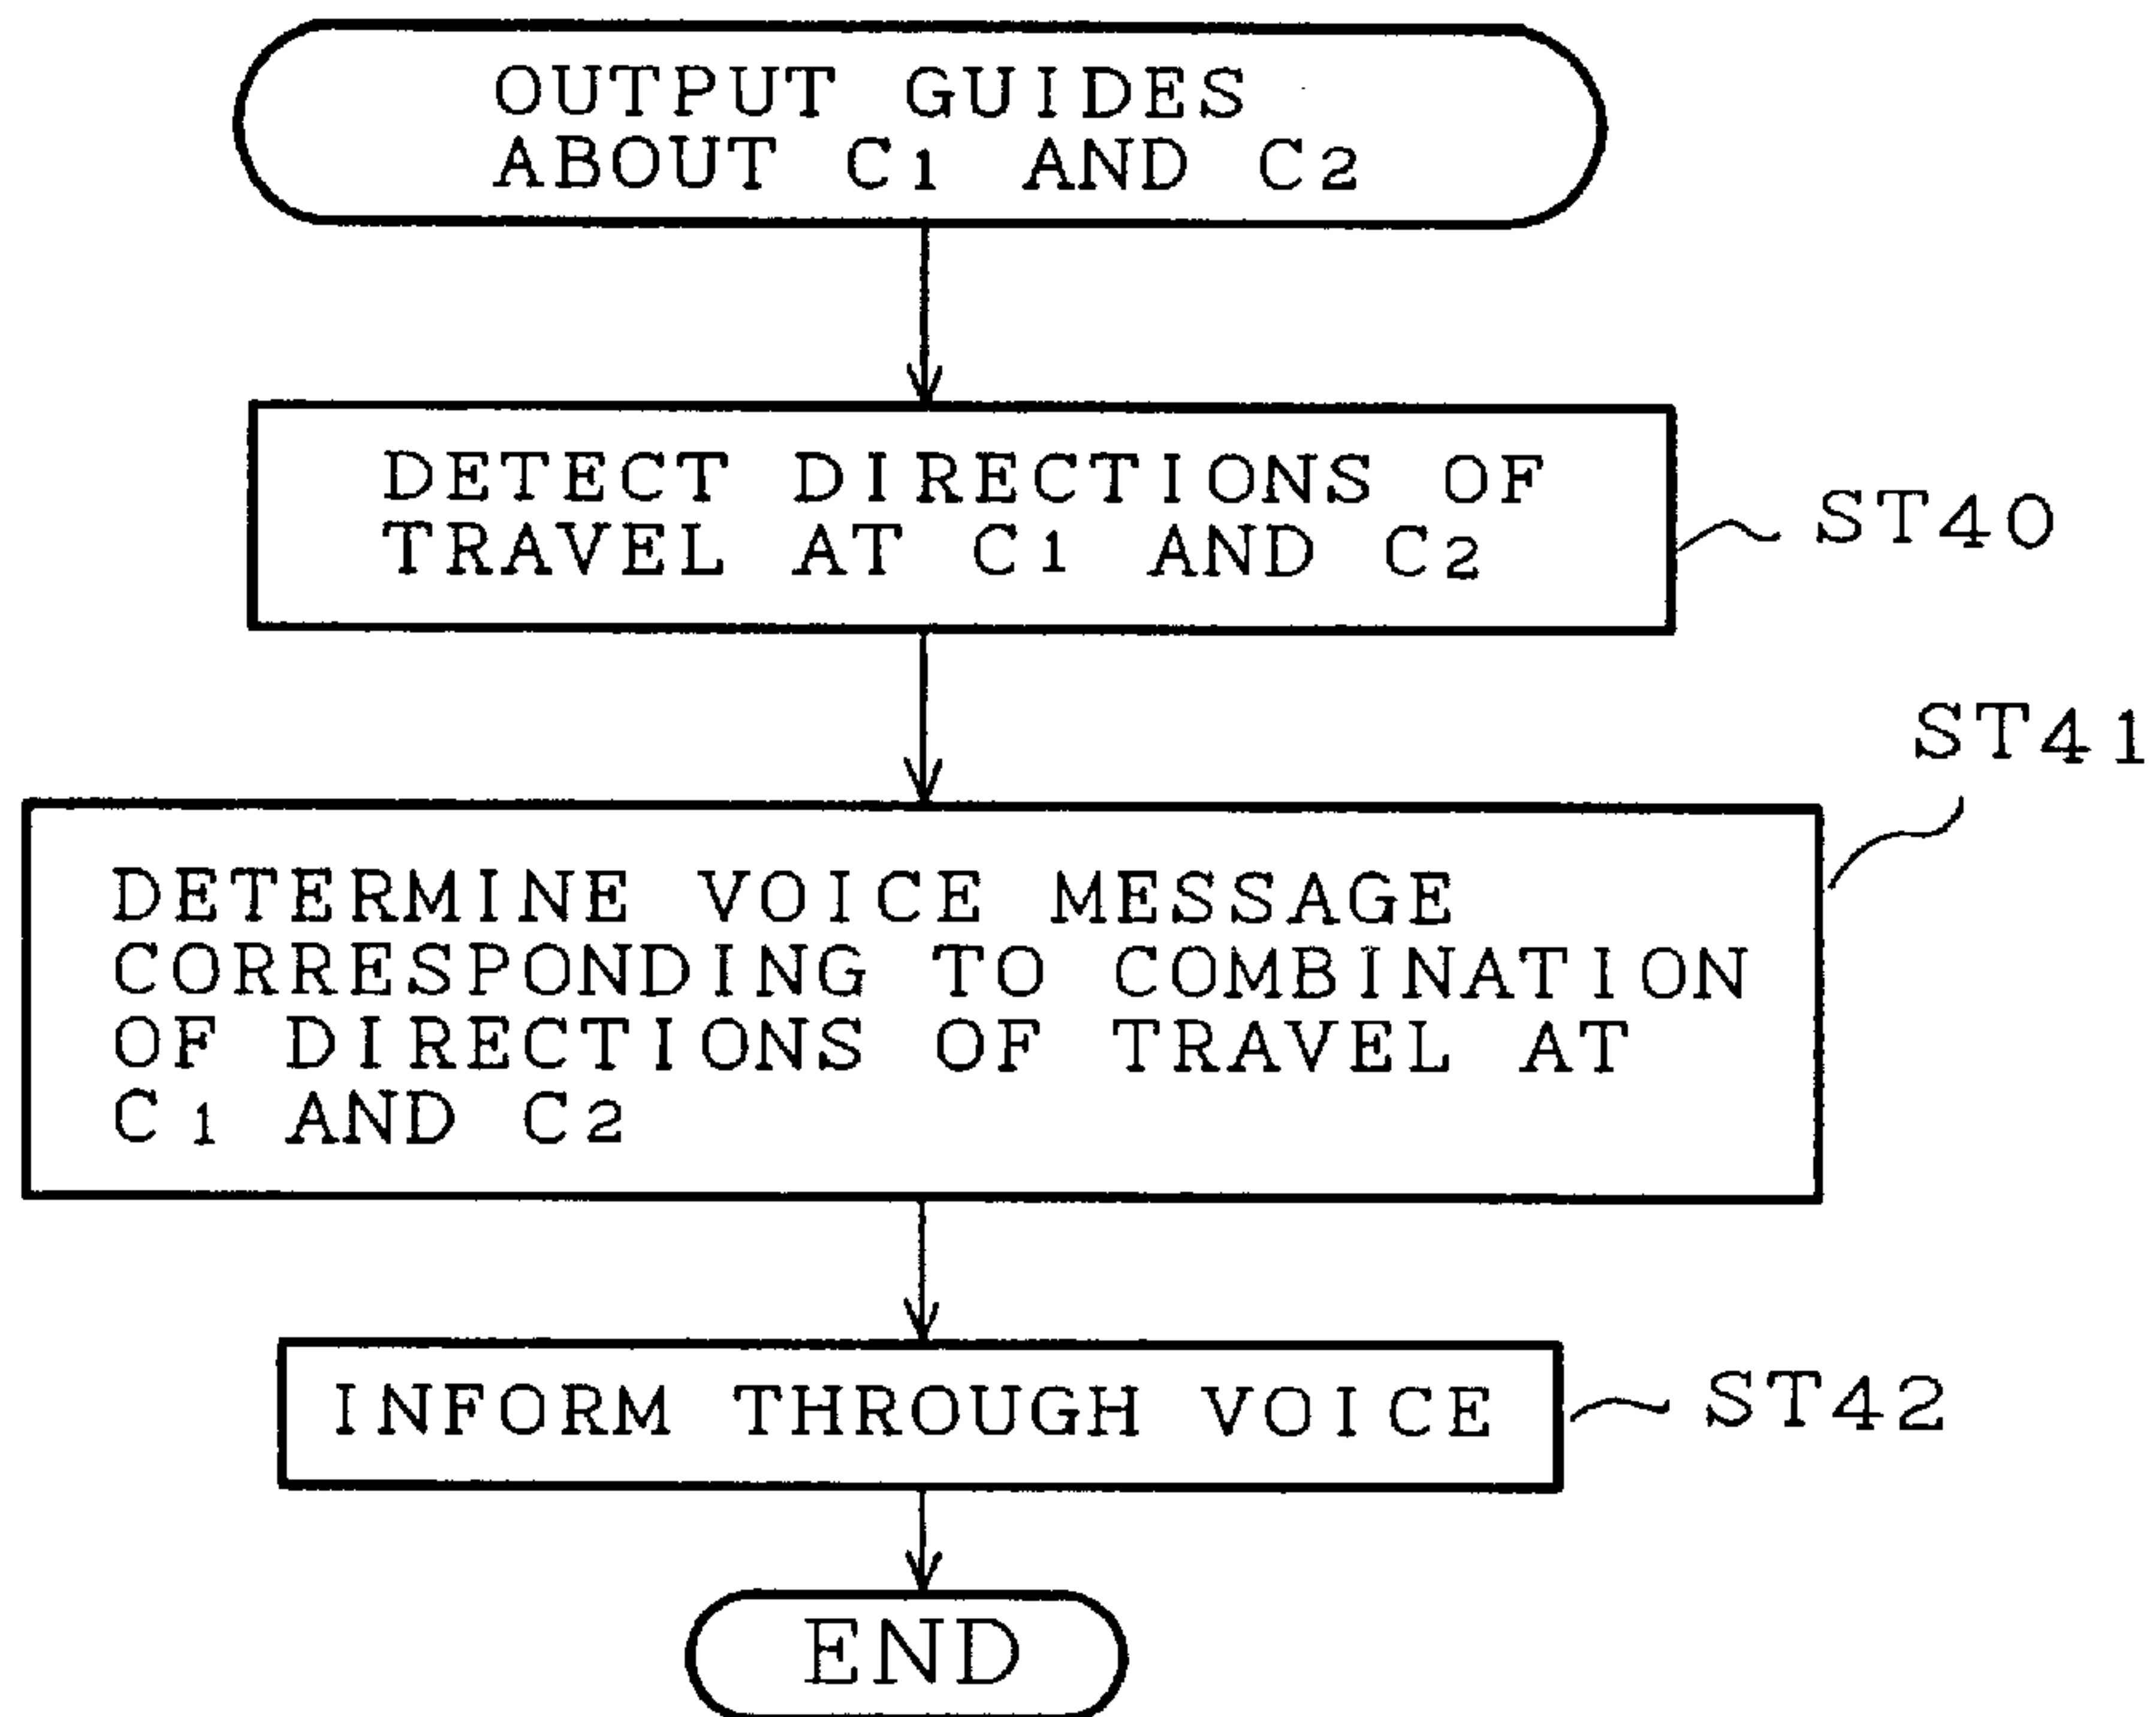 OUTPUT GUIDES
ABOUT C1 AND C2
DETECT DIRECTIONS OF
TRAVEL AT C1 AND C2
ST40
ST41
DETERMINE VOICE MESSAGE
CORRESPONDING TO COMBINATION
OF DIRECTIONS OF TRAVEL AT
C1 AND C2
INFORM THROUGH VOICE
ST42
END